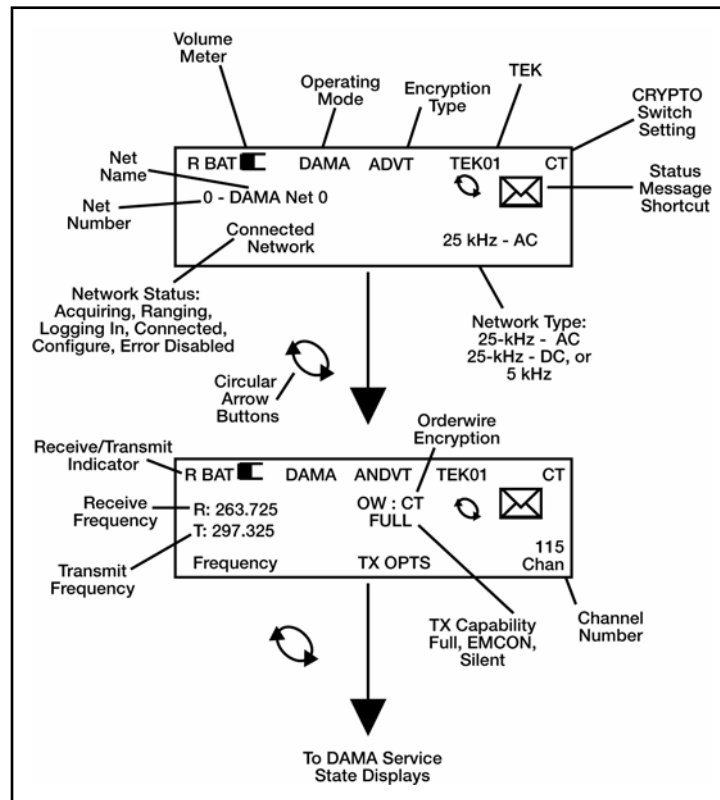 Volume
Meter
Operating
Mode
Encryption
Type
TEK
CRYPTO
Switch
Setting
R BAT DAMA ADVT TEK01 CT
Net
Name
0 - DAMA Net 0
Net
Number
Status
Message
Shortcut
Connected
Network
25 kHz - AC
Network Status:
Acquiring, Ranging,
Logging In, Connected,
Configure, Error Disabled
Network Type:
25-kHz - AC
25-kHz - DC, or
5 kHz
Circular
Arrow
Buttons
Orderwire
Encryption
Receive/Transmit
Indicator
R BAT DAMA ANDVT TEK01 CT
Receive
Frequency
R: 263.725
T: 297.325
OW : CT
FULL
115
Chan
Frequency TX OPTS
Transmit
Frequency
TX Capability
Full, EMCON,
Silent
Channel
Number
To DAMA Service
State Displays